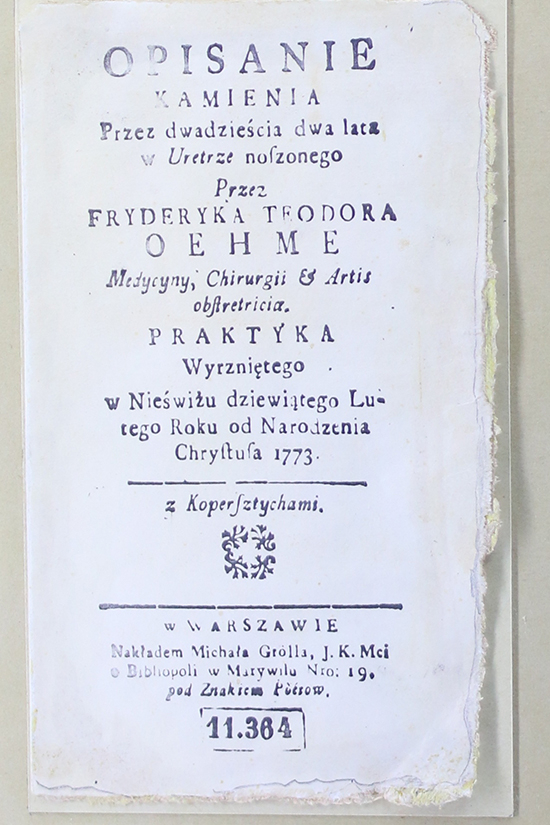 OPISANIE
KAMIENIA
Przez dwadzieścia dwa lata
w Uretrze noſzonego
Przez
FRYDERYKA TEODORA
OEHME
Medycyny, Chirurgii & Artis
obſtretriciæ.
PRAKTYKA
Wyrzniętego
w Nieświżu dziewiątego Lu-
tego Roku od Narodzenia
Chryſtuſa 1773.
z Koperſztychami.
w WARSZAWIE
Nakładem Michała Grölla, J. K. Mci
Bibliopoli w Marywilu Nro: 19.
pod Znakiem Pöetow.
11.364